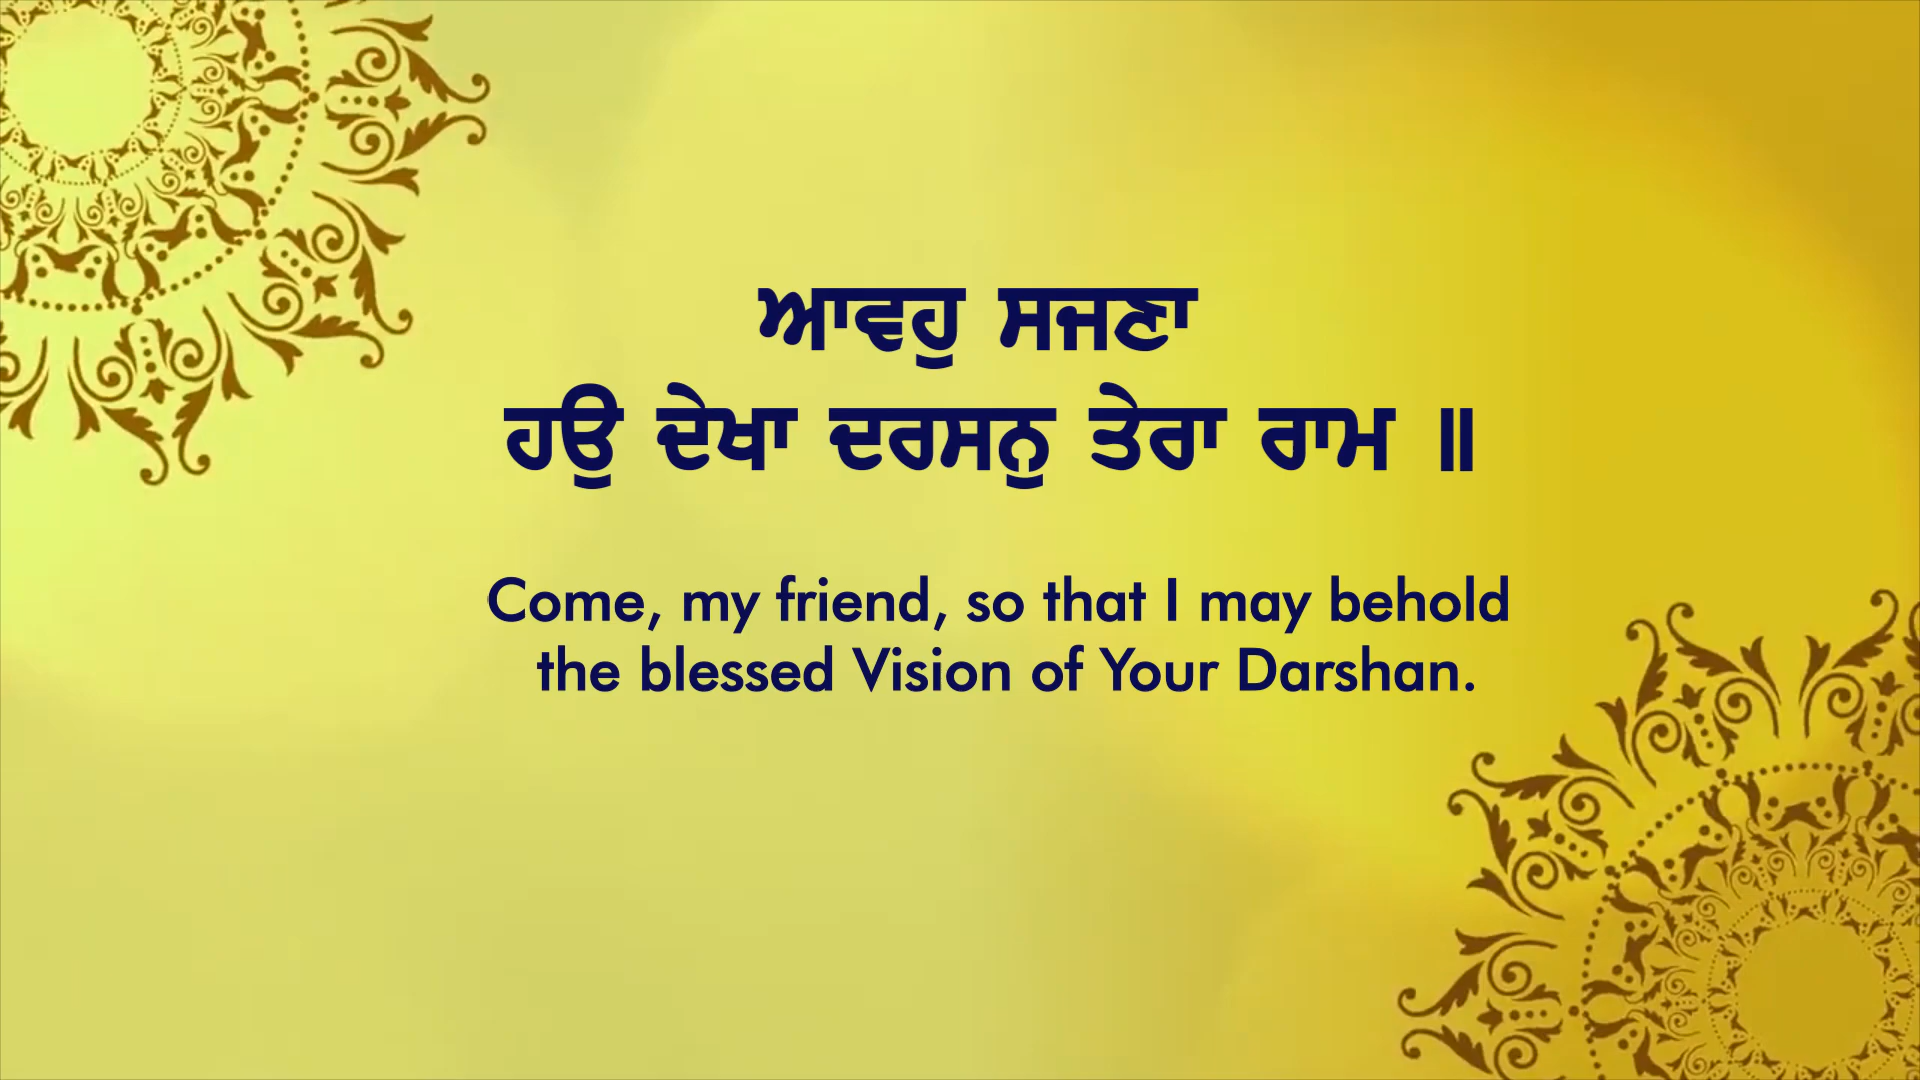 ਆਵਹੁ ਸਜਣਾ
ਹਉ ਦੇਖਾ ਦਰਸਨੁ ਤੇਰਾ ਰਾਮ ॥
Come, my friend, so that I may behold
the blessed Vision of Your Darshan.